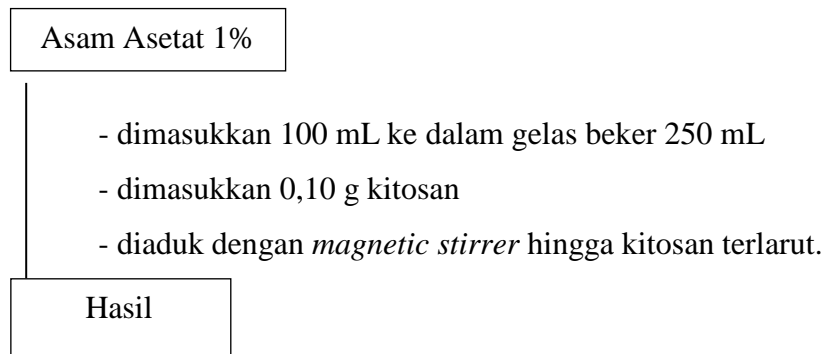 Asam Asetat 1%
- dimasukkan 100 mL ke dalam gelas beker 250 mL
- dimasukkan 0,10 g kitosan
- diaduk dengan magnetic stirrer hingga kitosan terlarut.
Hasil